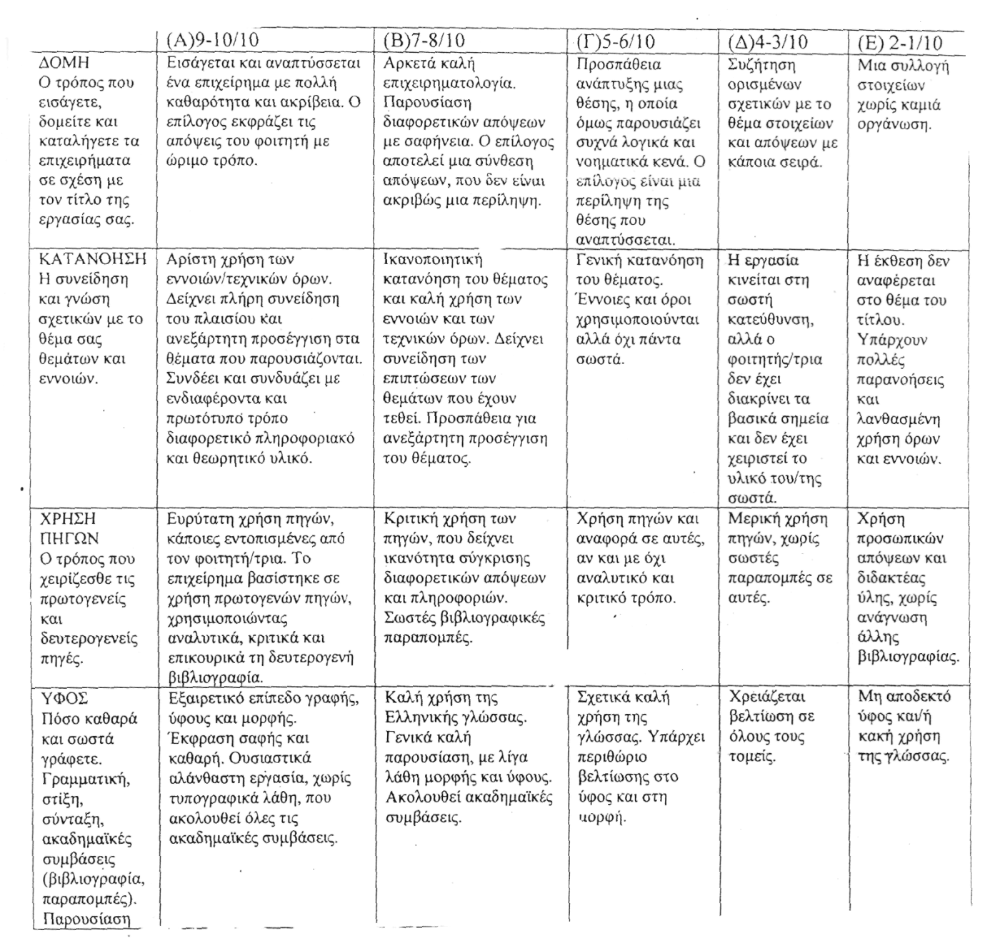 (Α)9-10/10
(Β)7-8/10
(Γ)5-6/10
(Δ)4-3/10
(Ε) 2-1/10
ΔΟΜΗ
Ο τρόπος που
εισάγετε,
δομείτε και
καταλήγετε τα
επιχειρήματα
σε σχέση με
τον τίτλο της
εργασίας σας.
Εισάγεται και αναπτύσσεται
ένα επιχείρημα με πολλή
καθαρότητα και ακρίβεια. Ο
επίλογος εκφράζει τις
απόψεις του φοιτητή με
ώριμο τρόπο.
Αρκετά καλή
επιχειρηματολογία.
Παρουσίαση
διαφορετικών απόψεων
με σαφήνεια. Ο επίλογος
αποτελεί μια σύνθεση
απόψεων, που δεν είναι
ακριβώς μια περίληψη.
Προσπάθεια
ανάπτυξης μιας
θέσης, η οποία
όμως παρουσιάζει
συχνά λογικά και
νοηματικά κενά. Ο
επίλογος είναι μια
περίληψη της
θέσης που
αναπτύσσεται.
Συζήτηση
ορισμένων
σχετικών με το
θέμα στοιχείων
και απόψεων με
κάποια σειρά.
Μια συλλογή
στοιχείων
χωρίς καμιά
οργάνωση.
ΚΑΤΑΝΟΗΣΗ
Η συνείδηση
και γνώση
σχετικών με το
θέμα σας
θεμάτων και
εννοιών.
Αρίστη χρήση των
εννοιών/τεχνικών όρων.
Δείχνει πλήρη συνείδηση
του πλαισίου και
ανεξάρτητη προσέγγιση στα
θέματα που παρουσιάζονται.
Συνδέει και συνδυάζει με
ενδιαφέροντα και
πρωτότυπο τρόπο
διαφορετικό πληροφοριακό
και θεωρητικό υλικό.
Ικανοποιητική
κατανόηση του θέματος
και καλή χρήση των
εννοιών και των
τεχνικών όρων. Δείχνει
συνείδηση των
επιπτώσεων των
θεμάτων που έχουν
τεθεί. Προσπάθεια για
ανεξάρτητη προσέγγιση
του θέματος.
Γενική κατανόηση
του θέματος.
Έννοιες και όροι
χρησιμοποιούνται
αλλά όχι πάντα
σωστά.
Η εργασία
κινείται στη
σωστή
κατεύθυνση,
αλλά ο
φοιτητής/τρια
δεν έχει
διακρίνει τα
βασικά σημεία
και δεν έχει
χειριστεί το
υλικό του/της
σωστά.
Η έκθεση δεν
αναφέρεται
στο θέμα του
τίτλου.
Υπάρχουν
πολλές
παρανοήσεις
και
λανθασμένη
χρήση όρων
και εννοιών.
ΧΡΗΣΗ
ΠΗΓΩΝ
Ο τρόπος που
χειρίζεσθε τις
πρωτογενείς
και
δευτερογενείς
πηγές.
Ευρύτατη χρήση πηγών,
κάποιες εντοπισμένες από
τον φοιτητή/τρια. Το
επιχείρημα βασίστηκε σε
χρήση πρωτογενών πηγών,
χρησιμοποιώντας
αναλυτικά, κριτικά και
επικουρικά τη δευτερογενή
βιβλιογραφία.
Κριτική χρήση των
πηγών, που δείχνει
ικανότητα σύγκρισης
διαφορετικών απόψεων
και πληροφοριών.
Σωστές βιβλιογραφικές
παραπομπές.
Χρήση πηγών και
αναφορά σε αυτές,
αν και με όχι
αναλυτικό και
κριτικό τρόπο.
Μερική χρήση
πηγών, χωρίς
σωστές
παραπομπές σε
αυτές.
Χρήση
προσωπικών
απόψεων και
διδακτέας
ύλης, χωρίς
ανάγνωση
άλλης
βιβλιογραφίας.
ΥΦΟΣ
Πόσο καθαρά
και σωστά
γράφετε.
Γραμματική,
στίξη,
σύνταξη,
ακαδημαϊκές
συμβάσεις
(βιβλιογραφία,
παραπομπές).
Παρουσίαση
Εξαιρετικό επίπεδο γραφής,
ύφους και μορφής.
Έκφραση σαφής και
καθαρή. Ουσιαστικά
αλάνθαστη εργασία, χωρίς
τυπογραφικά λάθη, που
ακολουθεί όλες τις
ακαδημαϊκές συμβάσεις.
Καλή χρήση της
Ελληνικής γλώσσας.
Γενικά καλή
παρουσίαση, με λίγα
λάθη μορφής και ύφους.
Ακολουθεί ακαδημαϊκές
συμβάσεις.
Σχετικά καλή
χρήση της
γλώσσας. Υπάρχει
περιθώριο
βελτίωσης στο
ύφος και στη
μορφή.
Χρειάζεται
βελτίωση σε
όλους τους
τομείς.
Μη αποδεκτό
ύφος και/ή
κακή χρήση
της γλώσσας.